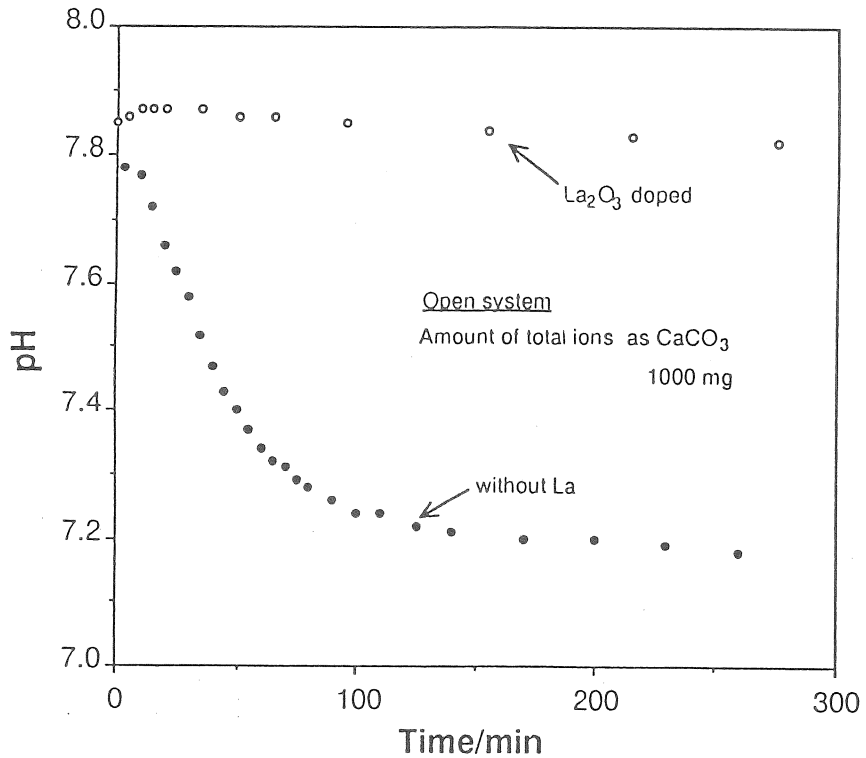 8.0
7.8
7.6
7.4
7.2
7.0
pH
La₂O₃ doped
Open system
Amount of total ions as CaCO₃
1000 mg
without La
0
100
200
300
Time/min